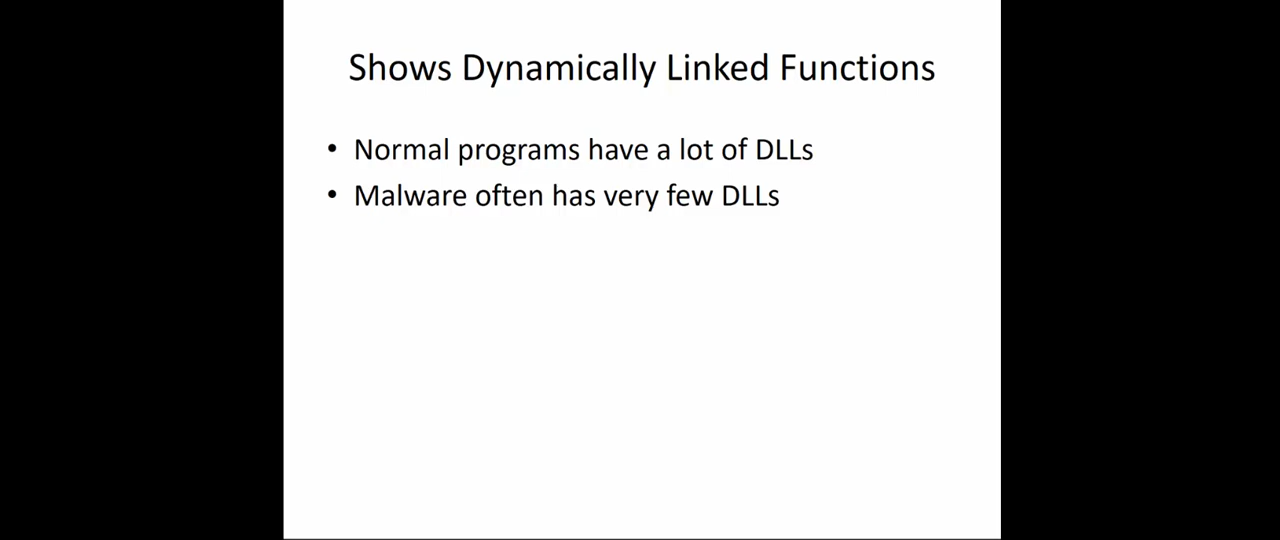 Shows Dynamically Linked Functions
• Normal programs have a lot of DLLs
• Malware often has very few DLLs